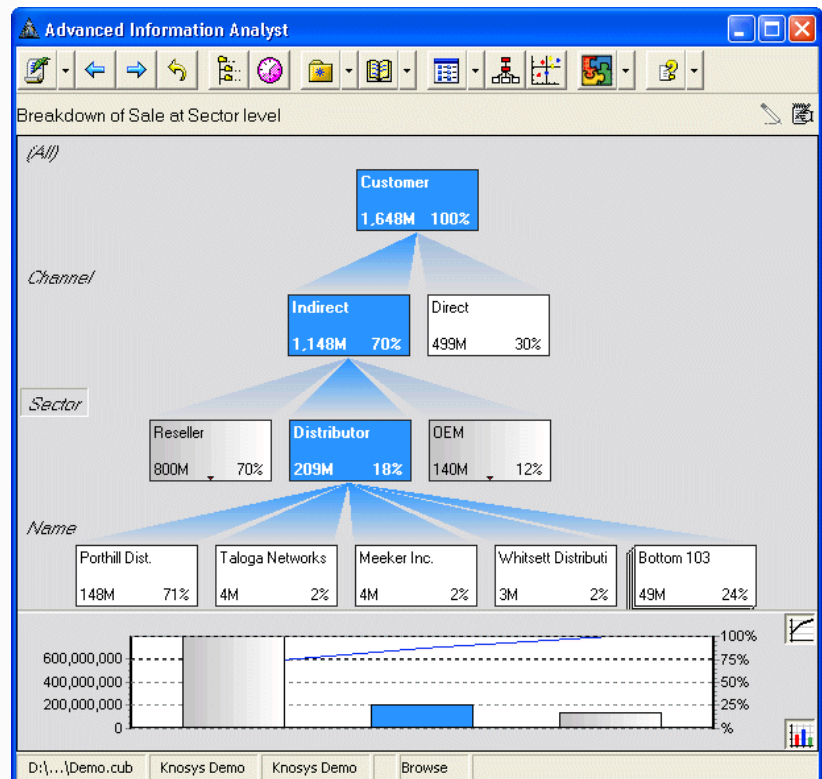 Advanced Information Analyst
Breakdown of Sale at Sector level
(All)
Customer
1,648M 100%
Channel
Indirect
1,148M 70%
Direct
499M 30%
Sector
Reseller
800M 70%
Distributor
209M 18%
OEM
140M 12%
Name
Porthill Dist.
148M 71%
Taloga Networks
4M 2%
Meeker Inc.
4M 2%
Whitsett Distributi
3M 2%
Bottom 103
49M 24%
600,000,000
400,000,000
200,000,000
0
100%
75%
50%
25%
%
D:\...\Demo.cub Knosys Demo Knosys Demo Browse